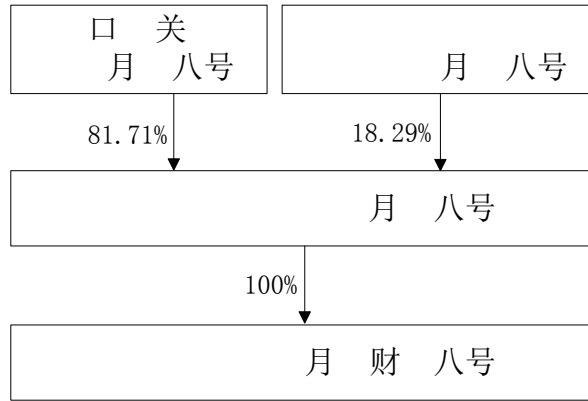 口 关
月 八号
月 八号
81.71%
18.29%
月 八号
100%
月 财 八号